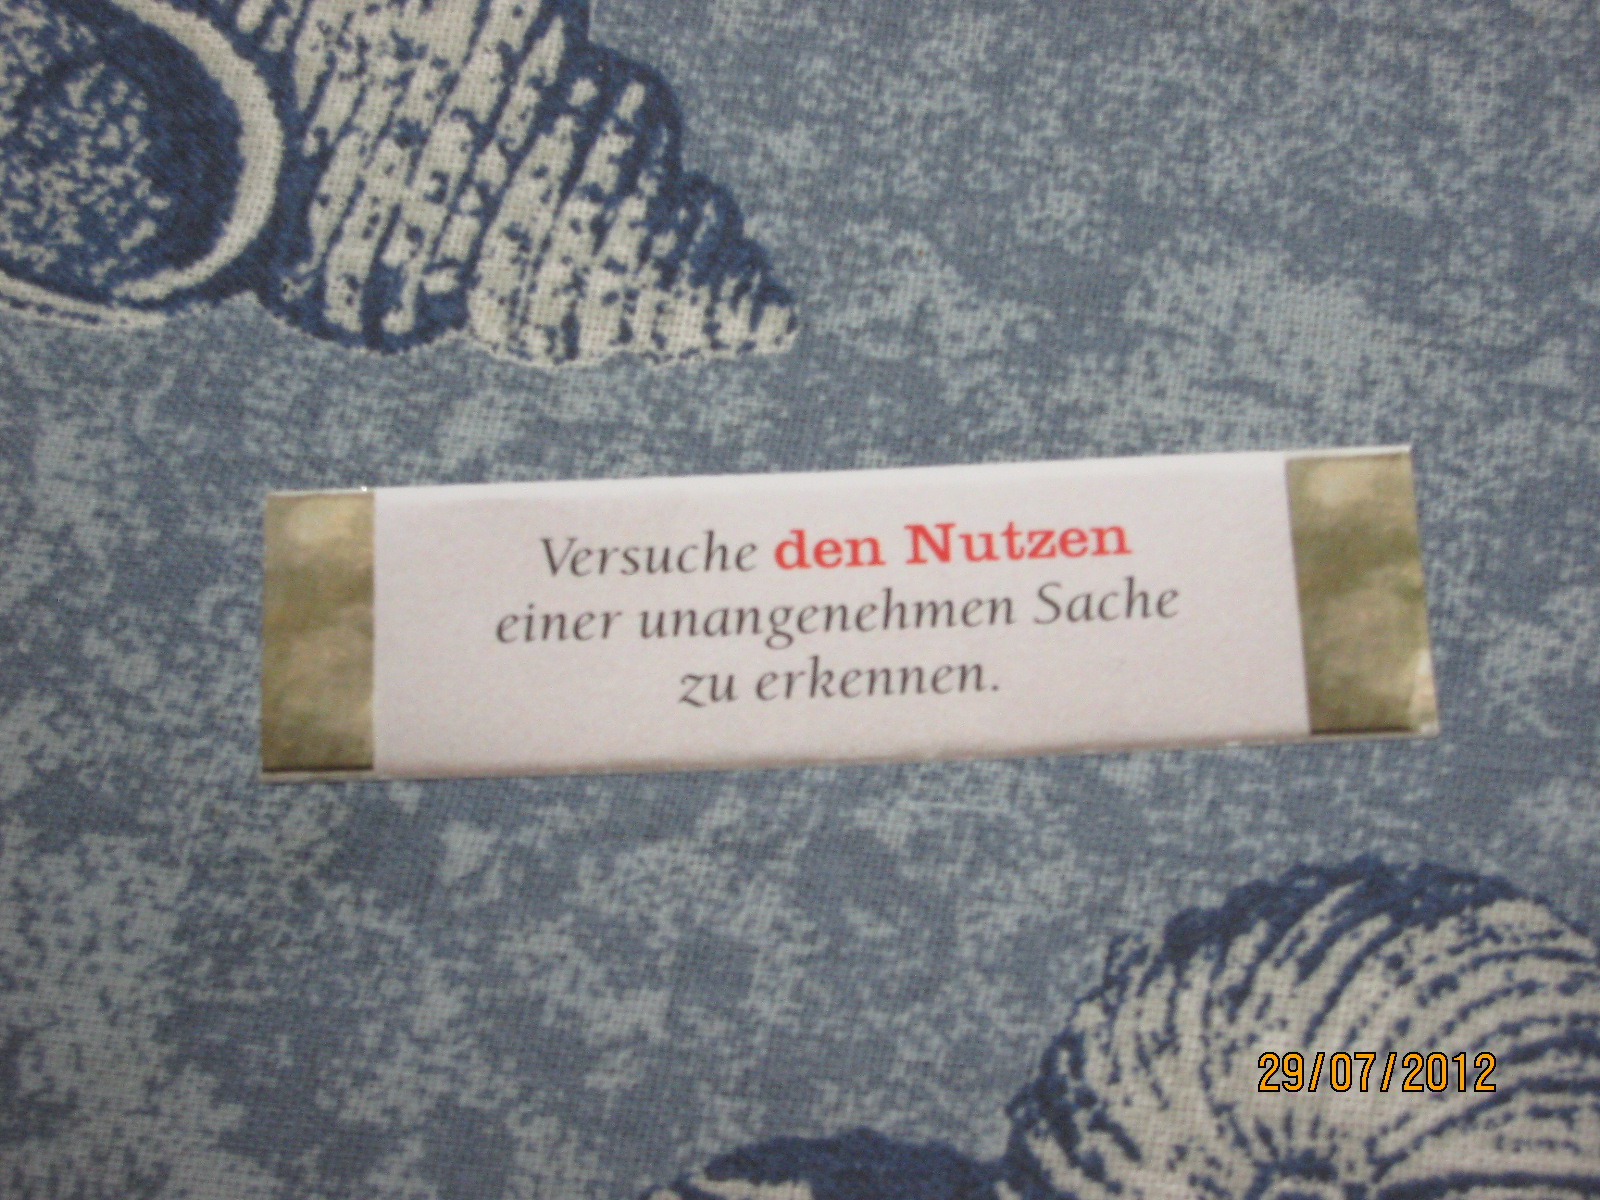 Versuche den Nutzen
einer unangenehmen Sache
zu erkennen.
29/07/2012